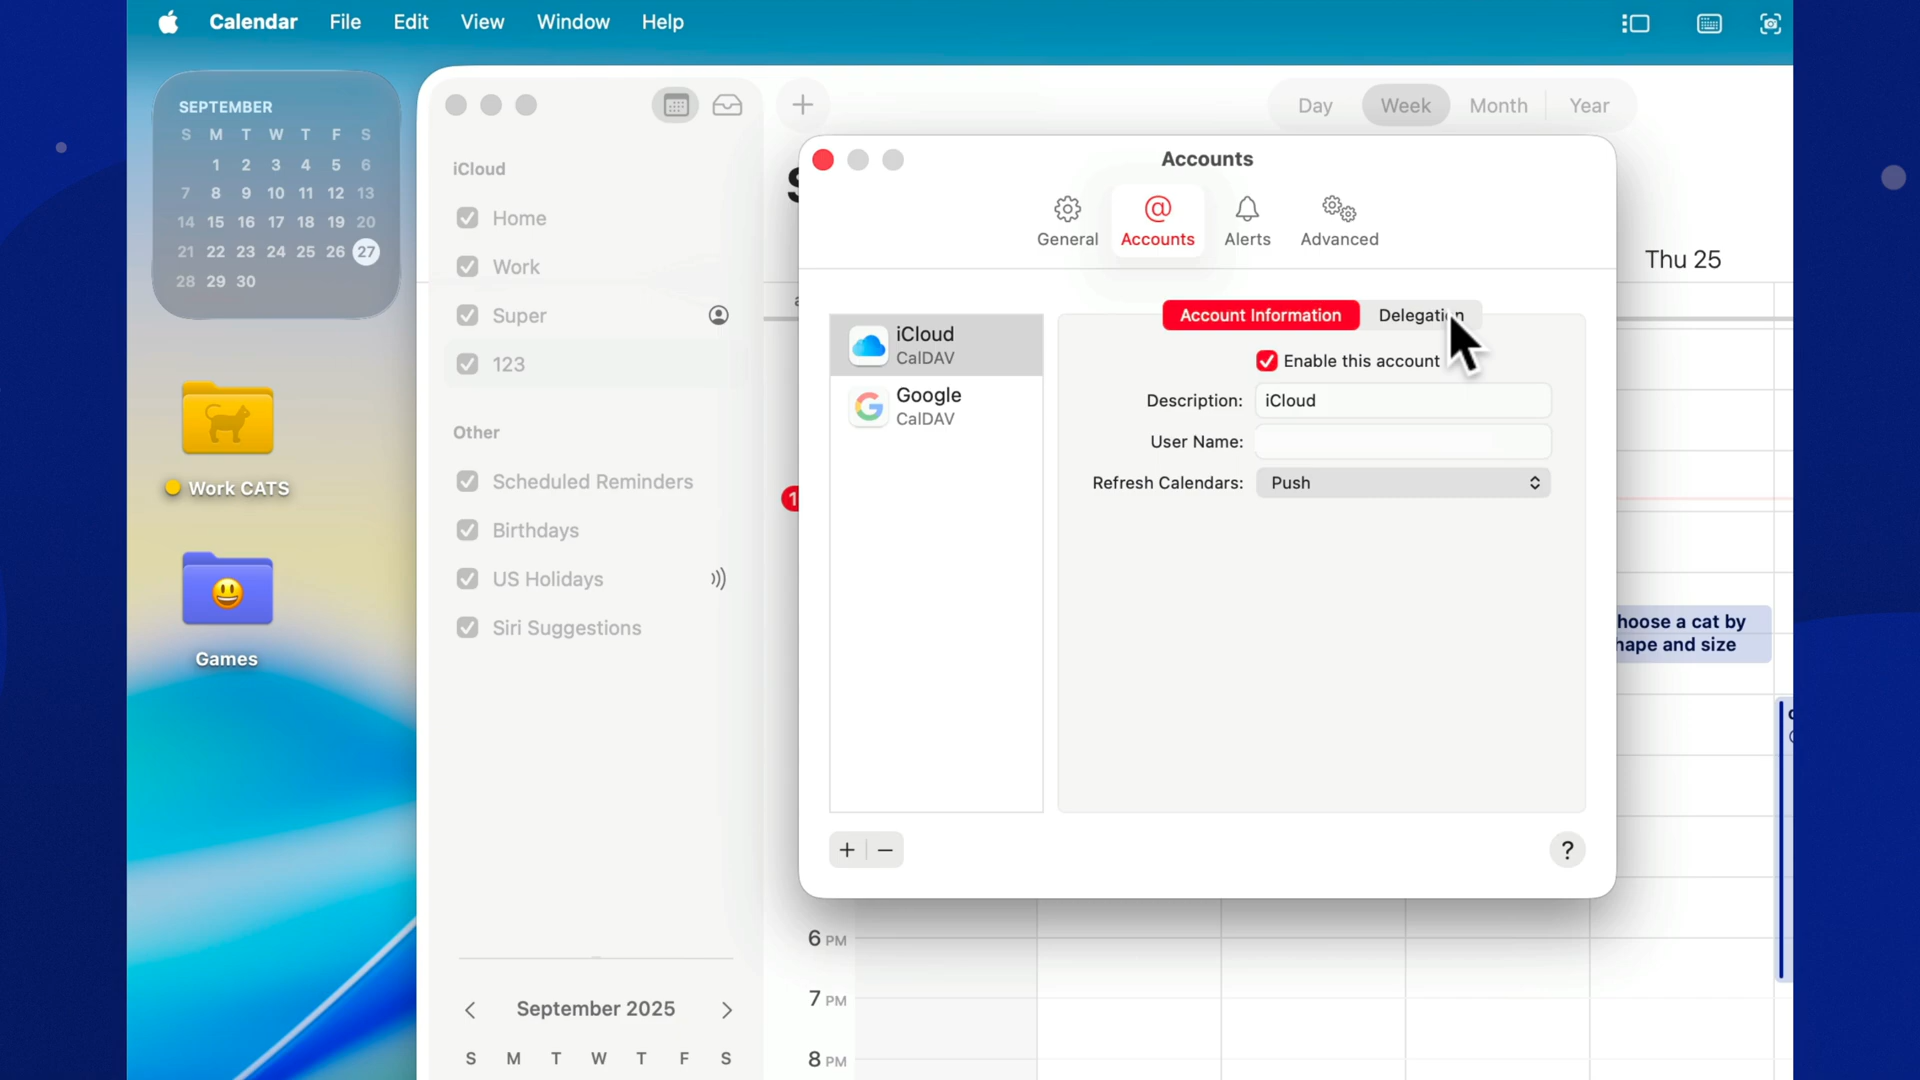 Calendar File Edit View Window Help
SEPTEMBER
S M T W T F S
1 2 3 4 5 6
7 8 9 10 11 12 13
14 15 16 17 18 19 20
21 22 23 24 25 26 27
28 29 30
Work CATS
Games
iCloud
Home
Work
Super
123
Other
Scheduled Reminders
Birthdays
US Holidays
Siri Suggestions
September 2025
S M T W T F S
Day Week Month Year
Accounts
General Accounts Alerts Advanced
iCloud
CalDAV
Google
CalDAV
Account Information Delegation
Enable this account
Description: iCloud
User Name:
Refresh Calendars: Push
?
Thu 25
hoose a cat by
hape and size
6 PM
7 PM
8 PM